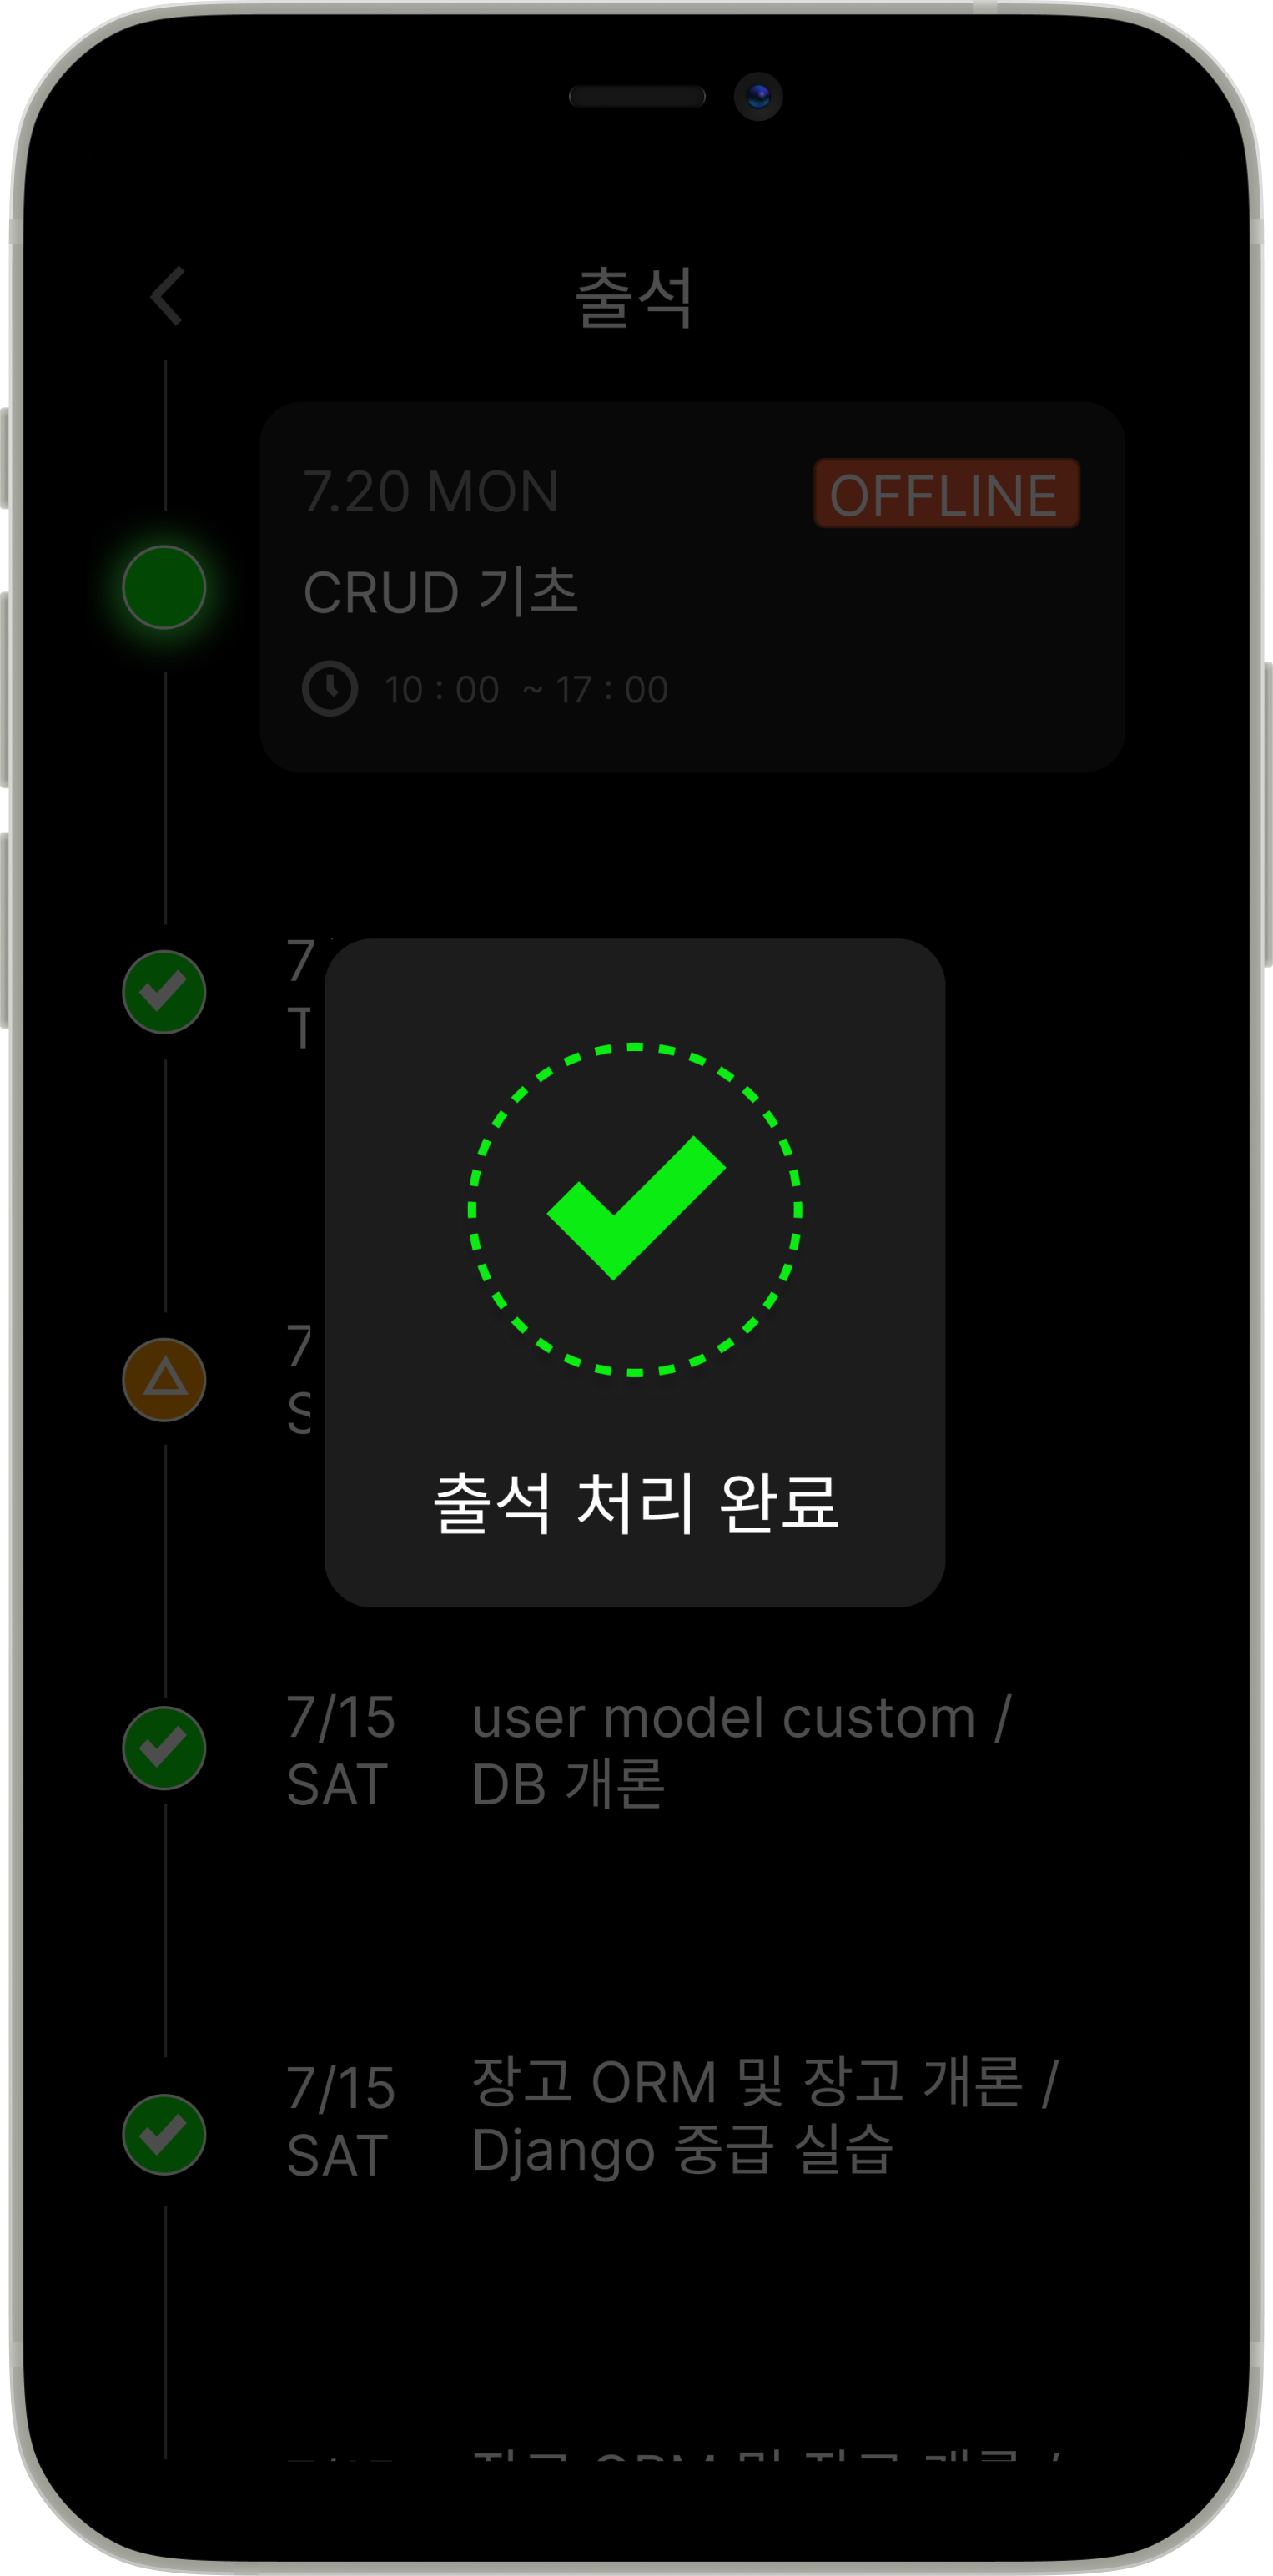 출석
7.20 MON
OFFLINE
CRUD 기초
10 : 00 ~ 17 : 00
7
T
7
S
출석 처리 완료
7/15
SAT
user model custom /
DB 개론
7/15
SAT
장고 ORM 및 장고 개론 /
Django 중급 실습